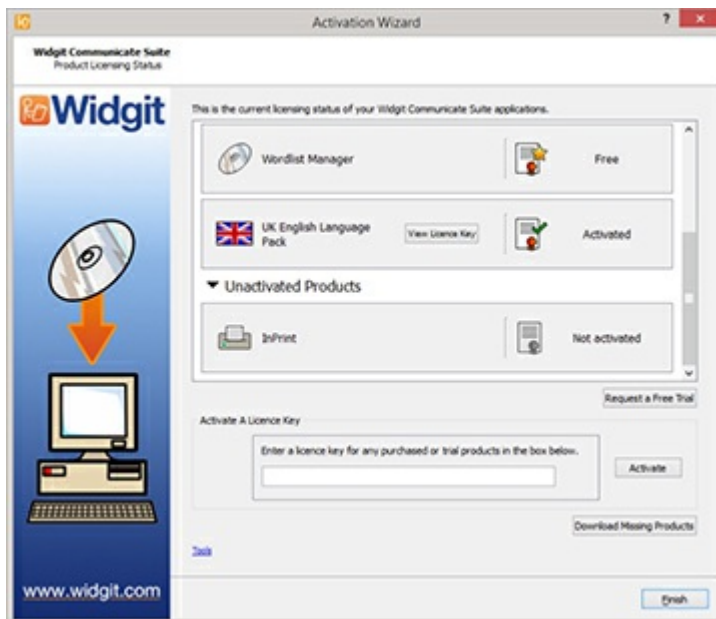 Activation Wizard
?
Widgit Communicate Suite
Product Licensing Status
Widgit
This is the current licensing status of your Widgit Communicate Suite applications.
Wordlist Manager
Free
UK English Language
Pack
View Licence Key
Activated
Unactivated Products
InPrint
Not activated
Request a Free Trial
Activate A Licence Key
Enter a licence key for any purchased or trial products in the box below.
Activate
Download Missing Products
Tools
www.widgit.com
Finish